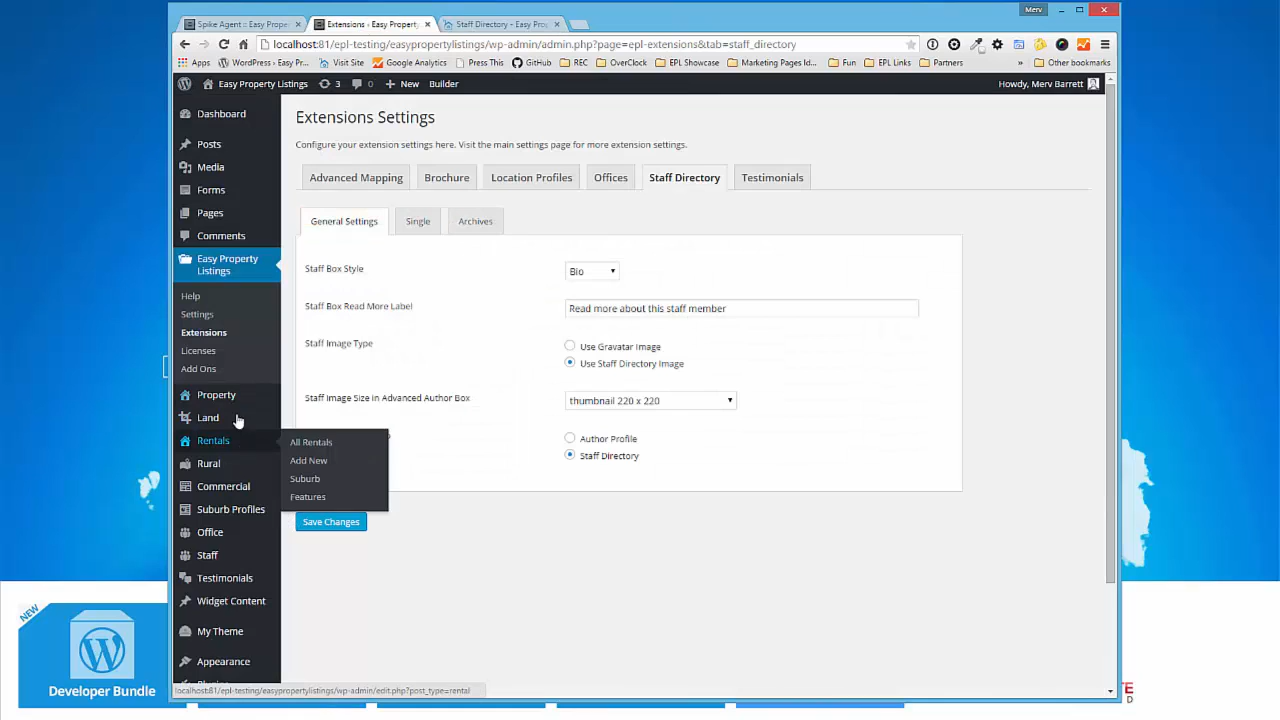 Merv
Spike Agent :: Easy Prope
Extensions - Easy Property
Staff Directory - Easy Prop
localhost:81/epl-testing/easypropertylistings/wp-admin/admin.php?page=epl-extensions&tab=staff_directory
Apps WordPress › Easy Pr... Visit Site Google Analytics Press This GitHub REC OverClock EPL Showcase Marketing Pages Id... Fun EPL Links Partners » Other bookmarks
Easy Property Listings 3 0 + New Builder Howdy, Merv Barrett
Dashboard
Posts
Media
Forms
Pages
Comments
Easy Property
Listings
Help
Settings
Extensions
Licenses
Add Ons
Property
Land
Rentals
Rural
Commercial
Suburb Profiles
Office
Staff
Testimonials
Widget Content
My Theme
Appearance
All Rentals
Add New
Suburb
Features
Extensions Settings
Configure your extension settings here. Visit the main settings page for more extension settings.
Advanced Mapping Brochure Location Profiles Offices Staff Directory Testimonials
General Settings Single Archives
Staff Box Style Bio
Staff Box Read More Label Read more about this staff member
Staff Image Type Use Gravatar Image
Use Staff Directory Image
Staff Image Size in Advanced Author Box thumbnail 220 x 220
Author Profile
Staff Directory
Save Changes
localhost:81/epl-testing/easypropertylistings/wp-admin/edit.php?post_type=rental
NEW
Developer Bundle